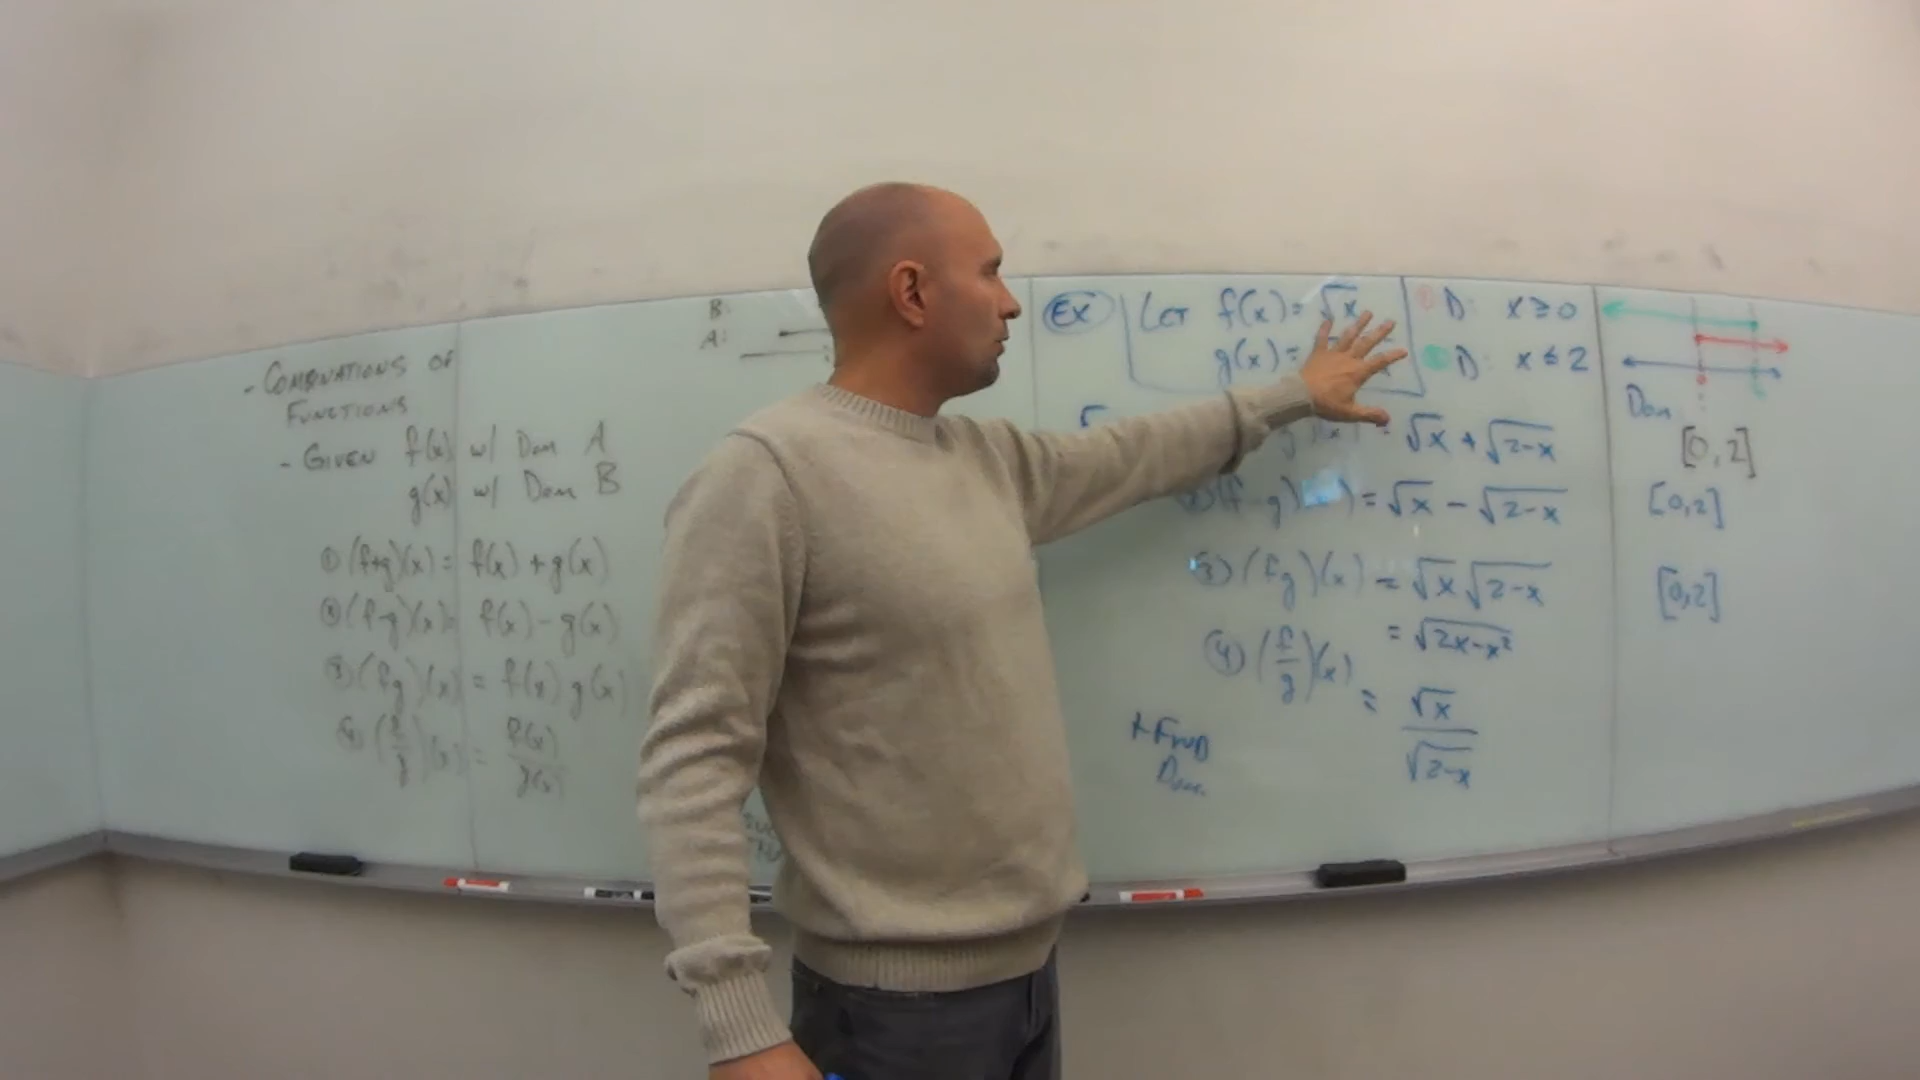 - COMBINATIONS OF
FUNCTIONS
- GIVEN f(x) w/ Dom A
g(x) w/ Dom B
① (f+g)(x) = f(x) + g(x)
② (f-g)(x) = f(x) - g(x)
③ (fg)(x) = f(x) g(x)
④ (f/g)(x) = f(x)/g(x)
B:
A:
EX
LET f(x) = √x
g(x) =
D: x ≥ 0
D: x ≤ 2
= √x + √2-x
g)(x) = √x - √2-x
3) (fg)(x) = √x √2-x
= √2x-x²
4) (f/g)(x) = √x/√2-x
+ FIND
Dom.
Dom
[0, 2]
[0,2]
[0,2]